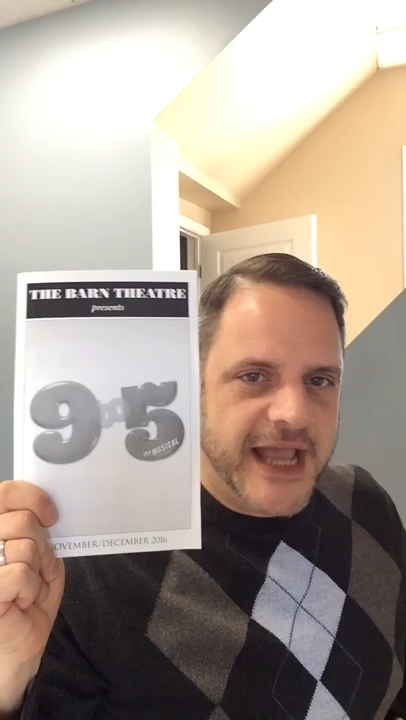 THE BARN THEATRE
presents
9 TO 5
the MUSICAL
NOVEMBER/DECEMBER 2016